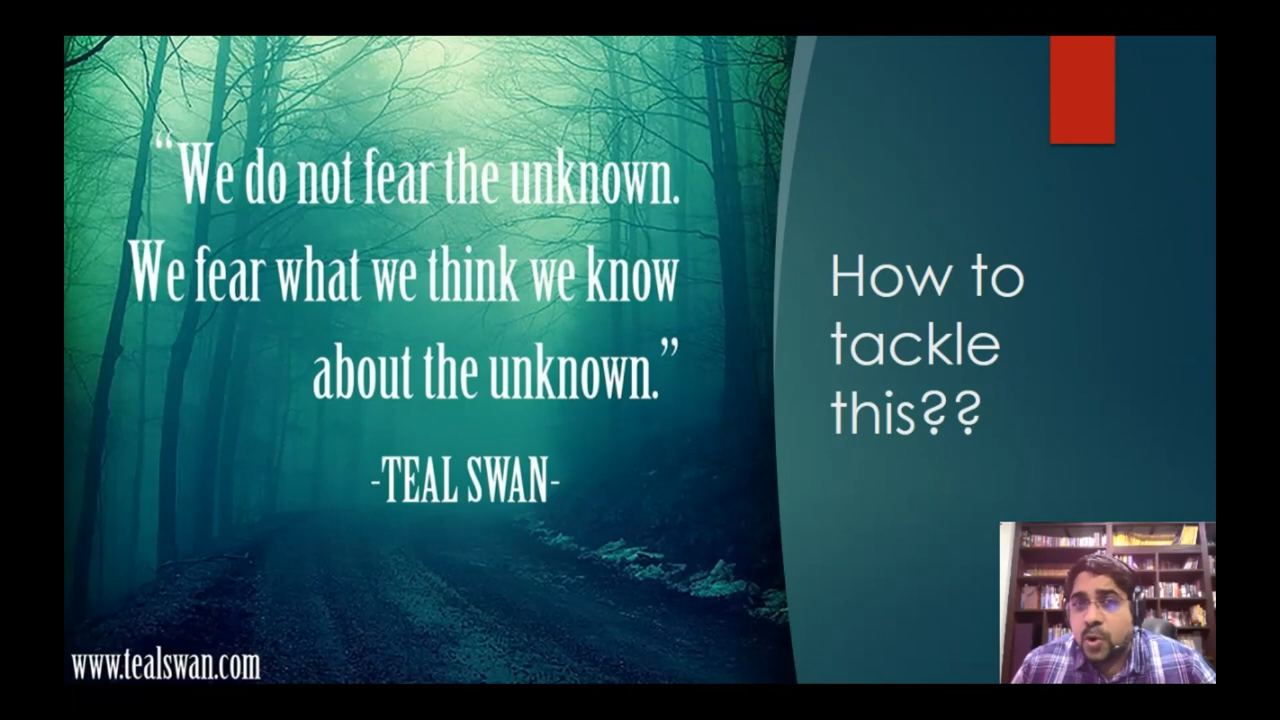 “We do not fear the unknown.
We fear what we think we know
about the unknown.”
-TEAL SWAN-
www.tealswan.com
How to
tackle
this??